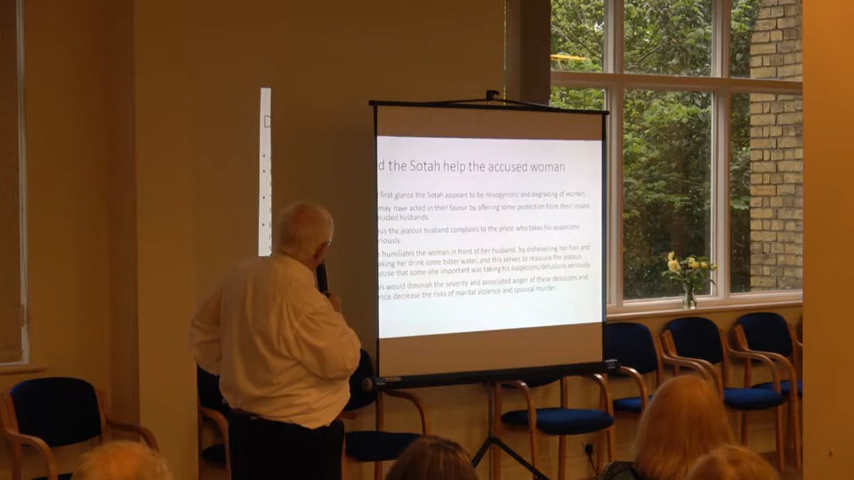 d the Sotah help the accused woman
first glance the Sotah appears to be misogynistic and degrading of women,
may have acted in their favour by offering some protection from their insane
luded husbands.
us the jealous husband complains to the priest who takes his suspicions
riously.
humiliates the woman in front of her husband, by dishevelling her hair and
aking her drink some bitter water, and this serves to reassure the jealous
ouse that some one important was taking his suspicions/delusions seriously
is would diminish the severity and associated anger of these delusions and
nce decrease the risks of marital violence and spousal murder.